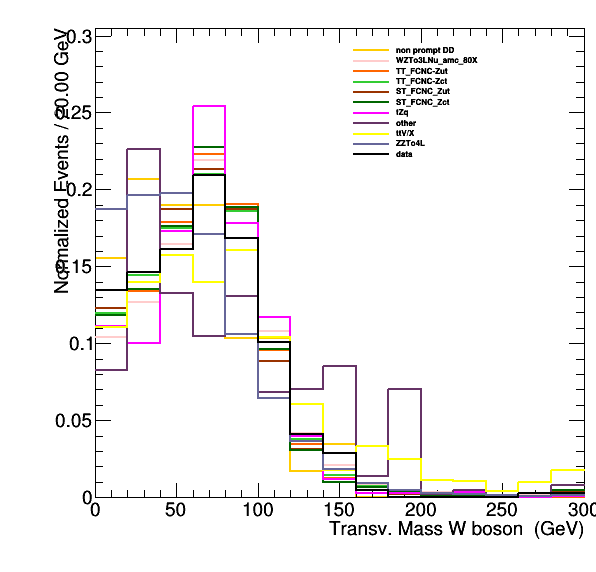 0.3
0.25
0.2
0.15
0.1
0.05
0
Normalized Events / 20.00 GeV
non prompt DD
WZTo3LNu_amc_80X
TT_FCNC-Zut
TT_FCNC-Zct
ST_FCNC_Zut
ST_FCNC_Zct
tZq
other
ttV/X
ZZTo4L
data
0 50 100 150 200 250 300
Transv. Mass W boson (GeV)